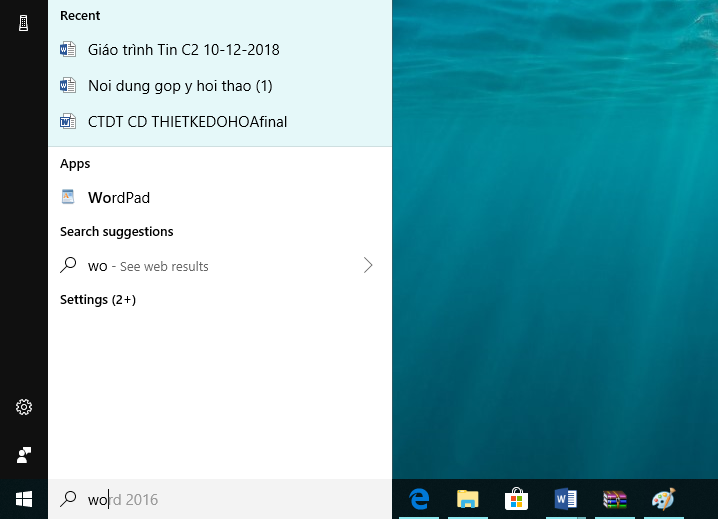 Recent
Giáo trình Tin C2 10-12-2018
Noi dung gop y hoi thao (1)
CTDT CD THIETKEDOHOAfinal
Apps
WordPad
Search suggestions
wo - See web results
Settings (2+)
word 2016